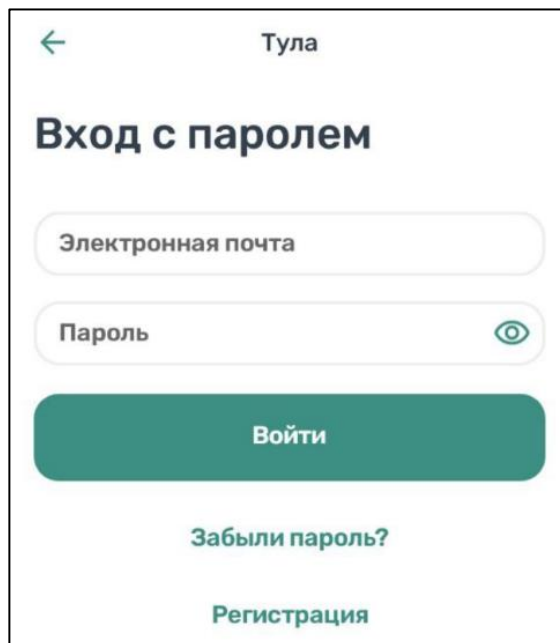 Тула
Вход с паролем
Электронная почта
Пароль
Войти
Забыли пароль?
Регистрация